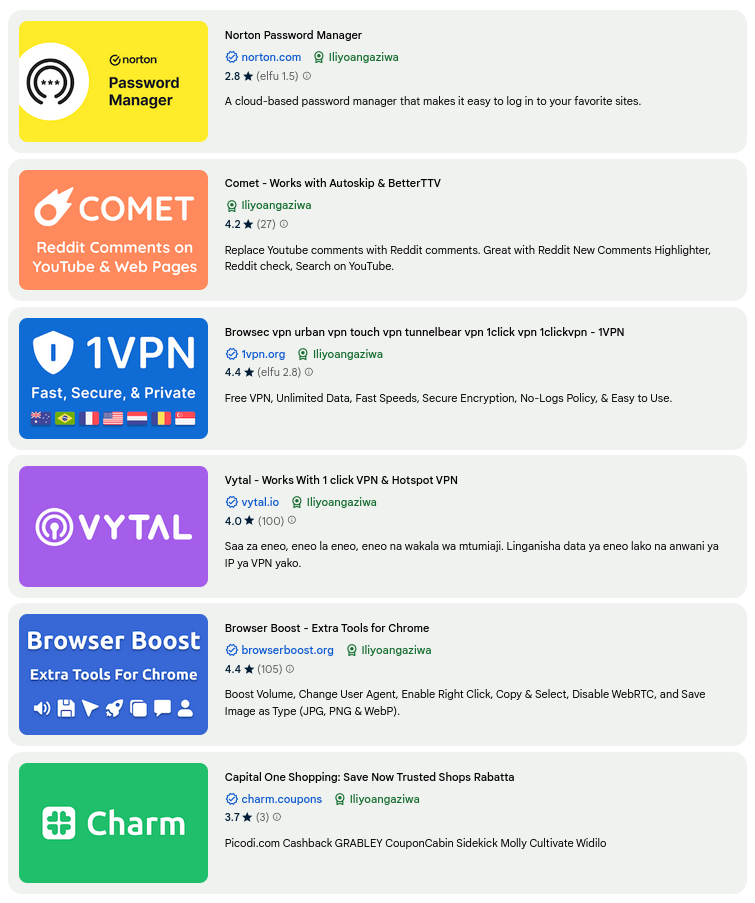 norton
Password
Manager
Norton Password Manager
norton.com Iliyoangaziwa
2.8 ★ (elfu 1.5)
A cloud-based password manager that makes it easy to log in to your favorite sites.
COMET
Reddit Comments on
YouTube & Web Pages
Comet - Works with Autoskip & BetterTTV
Iliyoangaziwa
4.2 ★ (27)
Replace Youtube comments with Reddit comments. Great with Reddit New Comments Highlighter,
Reddit check, Search on YouTube.
1VPN
Fast, Secure, & Private
Browsec vpn urban vpn touch vpn tunnelbear vpn 1click vpn 1clickvpn - 1VPN
1vpn.org Iliyoangaziwa
4.4 ★ (elfu 2.8)
Free VPN, Unlimited Data, Fast Speeds, Secure Encryption, No-Logs Policy, & Easy to Use.
VYTAL
Vytal - Works With 1 click VPN & Hotspot VPN
vytal.io Iliyoangaziwa
4.0 ★ (100)
Saa za eneo, eneo la eneo, eneo na wakala wa mtumiaji. Linganisha data ya eneo lako na anwani ya
IP ya VPN yako.
Browser Boost
Extra Tools For Chrome
Browser Boost - Extra Tools for Chrome
browserboost.org Iliyoangaziwa
4.4 ★ (105)
Boost Volume, Change User Agent, Enable Right Click, Copy & Select, Disable WebRTC, and Save
Image as Type (JPG, PNG & WebP).
Charm
Capital One Shopping: Save Now Trusted Shops Rabatta
charm.coupons Iliyoangaziwa
3.7 ★ (3)
Picodi.com Cashback GRABLEY CouponCabin Sidekick Molly Cultivate Widilo